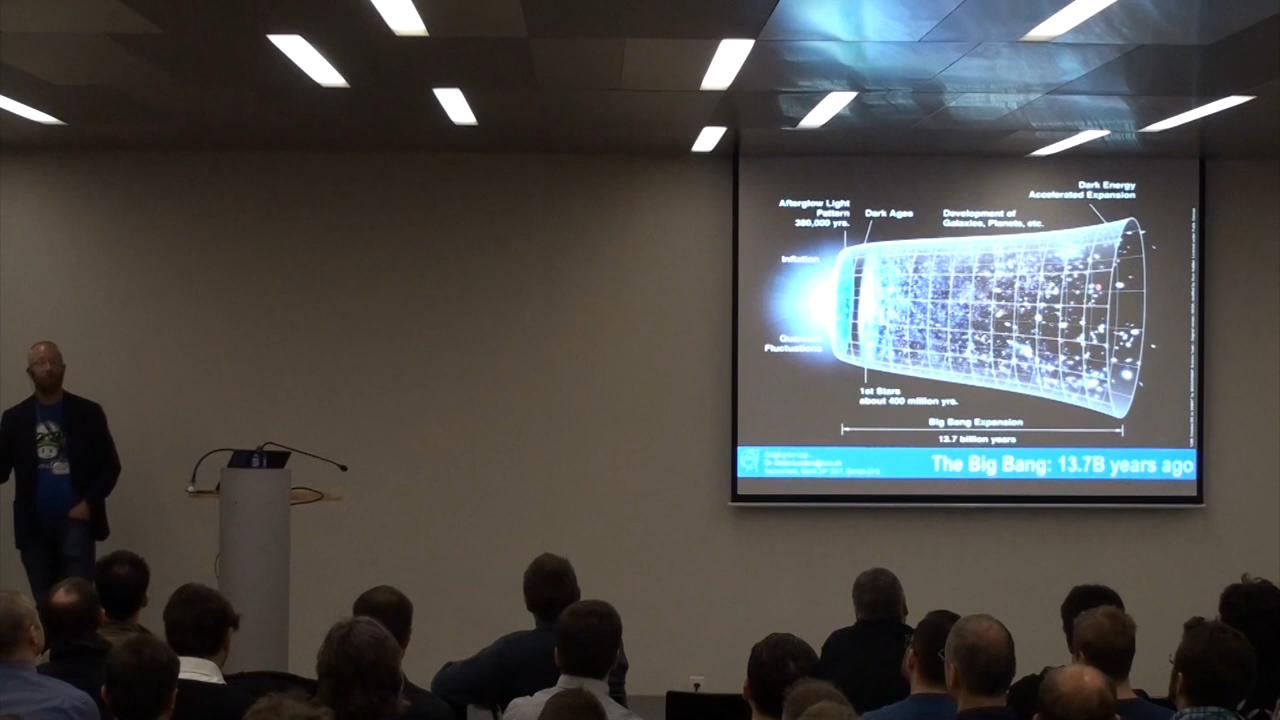 Dark Energy
Accelerated Expansion
Afterglow Light
Pattern
380,000 yrs.
Dark Ages
Development of
Galaxies, Planets, etc.
Inflation
Quantum
Fluctuations
1st Stars
about 400 million yrs.
Big Bang Expansion
13.7 billion years
The Big Bang: 13.7B years ago